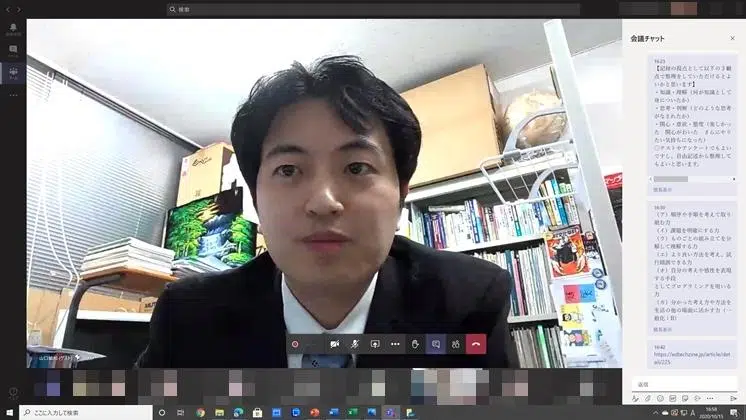 検索
会議チャット
16:23
【記録の視点として以下の3観
点で整理をしていただけるとよ
いかと思います】
・知識・理解（何が知識として
身についたか）
・思考・判断（どのような思考
がなされたか）
・関心・意欲・態度（楽しかっ
た 関心がわいた さらにやり
たい気持ちになった）
○テストやアンケートでもよい
ですし、自由記述から整理して
もよいと思います。
簡易表示
16:30
（ア）順序や手順を考えて取り
組む力
（イ）課題を明確にする力
（ウ）ものごとの組み立てを分
解して理解する力
（エ）より良い方法を考え、試
行錯誤できる力
（オ）自分の考えや感性を表現
する手段
としてプログラミングを用いる
力
（カ）分かった考え方や方法を
生活の他の場面に活かす力（一
般化）(B)
簡易表示
16:42
https://edtechzine.jp/article/det
ail/225
返信
ここに入力して検索
16:58
2020/10/15